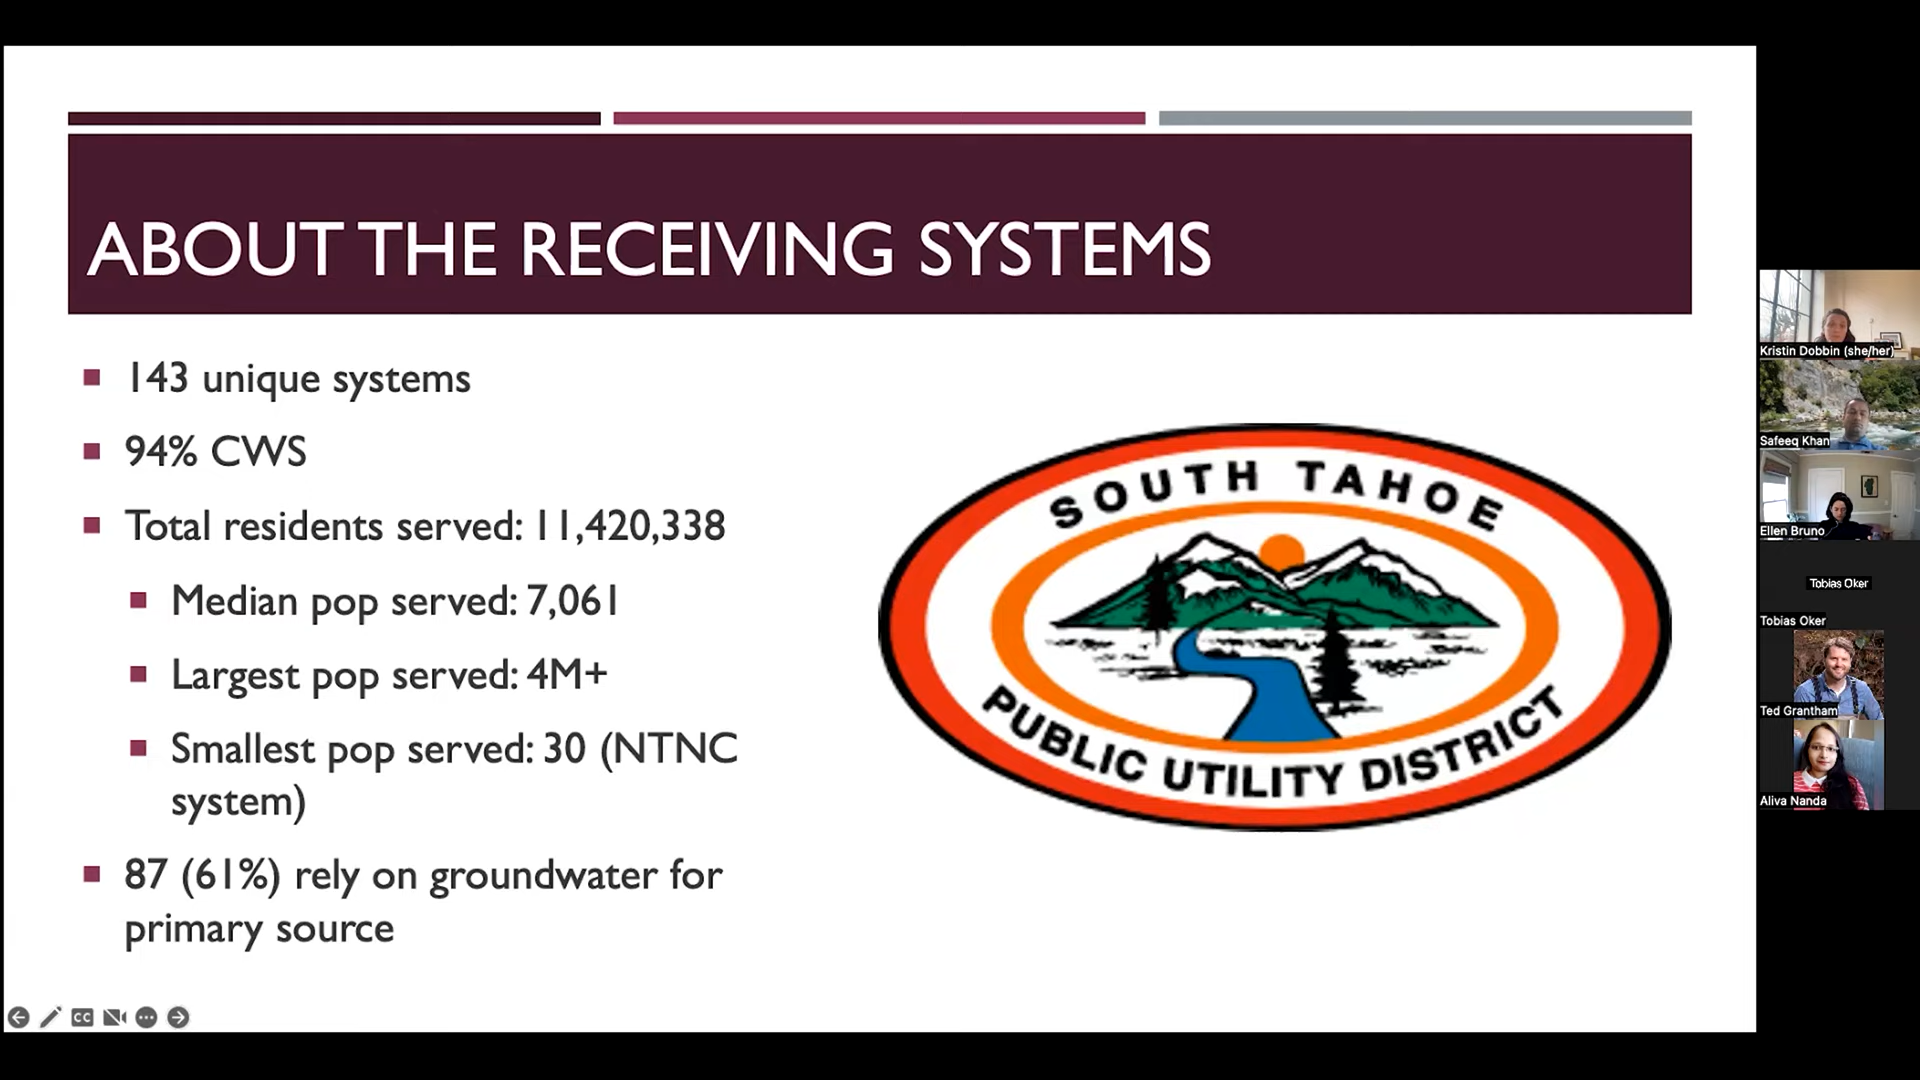 ABOUT THE RECEIVING SYSTEMS
143 unique systems
94% CWS
Total residents served: 11,420,338
Median pop served: 7,061
Largest pop served: 4M+
Smallest pop served: 30 (NTNC
system)
87 (61%) rely on groundwater for
primary source
SOUTH TAHOE
PUBLIC UTILITY DISTRICT
CC
Kristin Dobbin (she/her)
Safeeq Khan
Ellen Bruno
Tobias Oker
Tobias Oker
Ted Grantham
Aliva Nanda